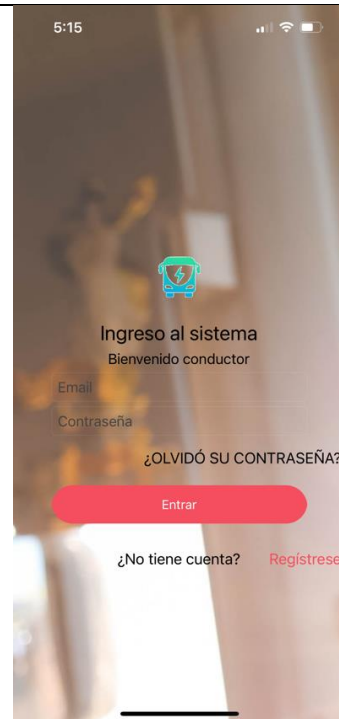 5:15
Ingreso al sistema
Bienvenido conductor
Email
Contraseña
¿OLVIDÓ SU CONTRASEÑA?
Entrar
¿No tiene cuenta? Regístrese